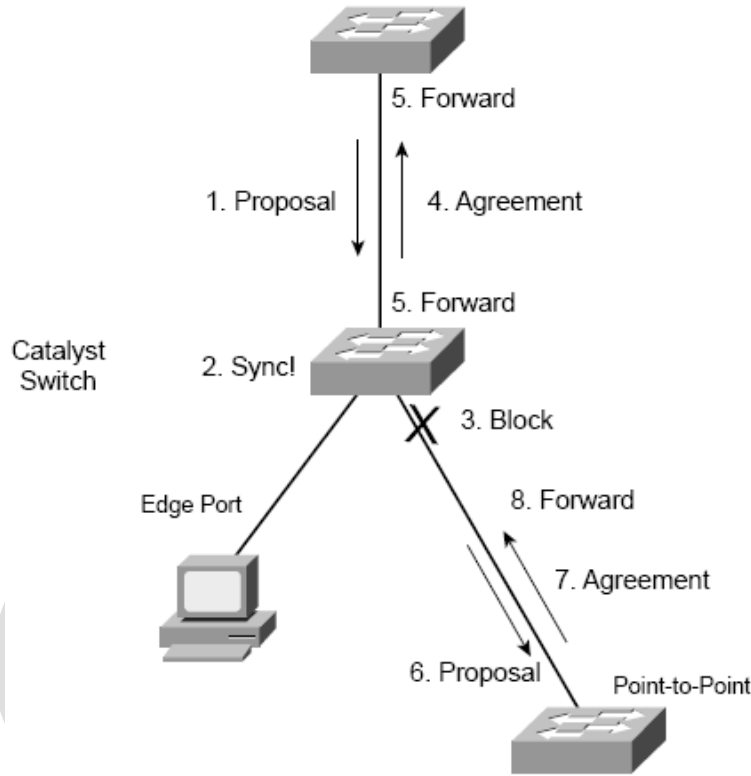 5. Forward
1. Proposal
4. Agreement
5. Forward
Catalyst
Switch
2. Sync!
3. Block
Edge Port
8. Forward
7. Agreement
6. Proposal
Point-to-Point